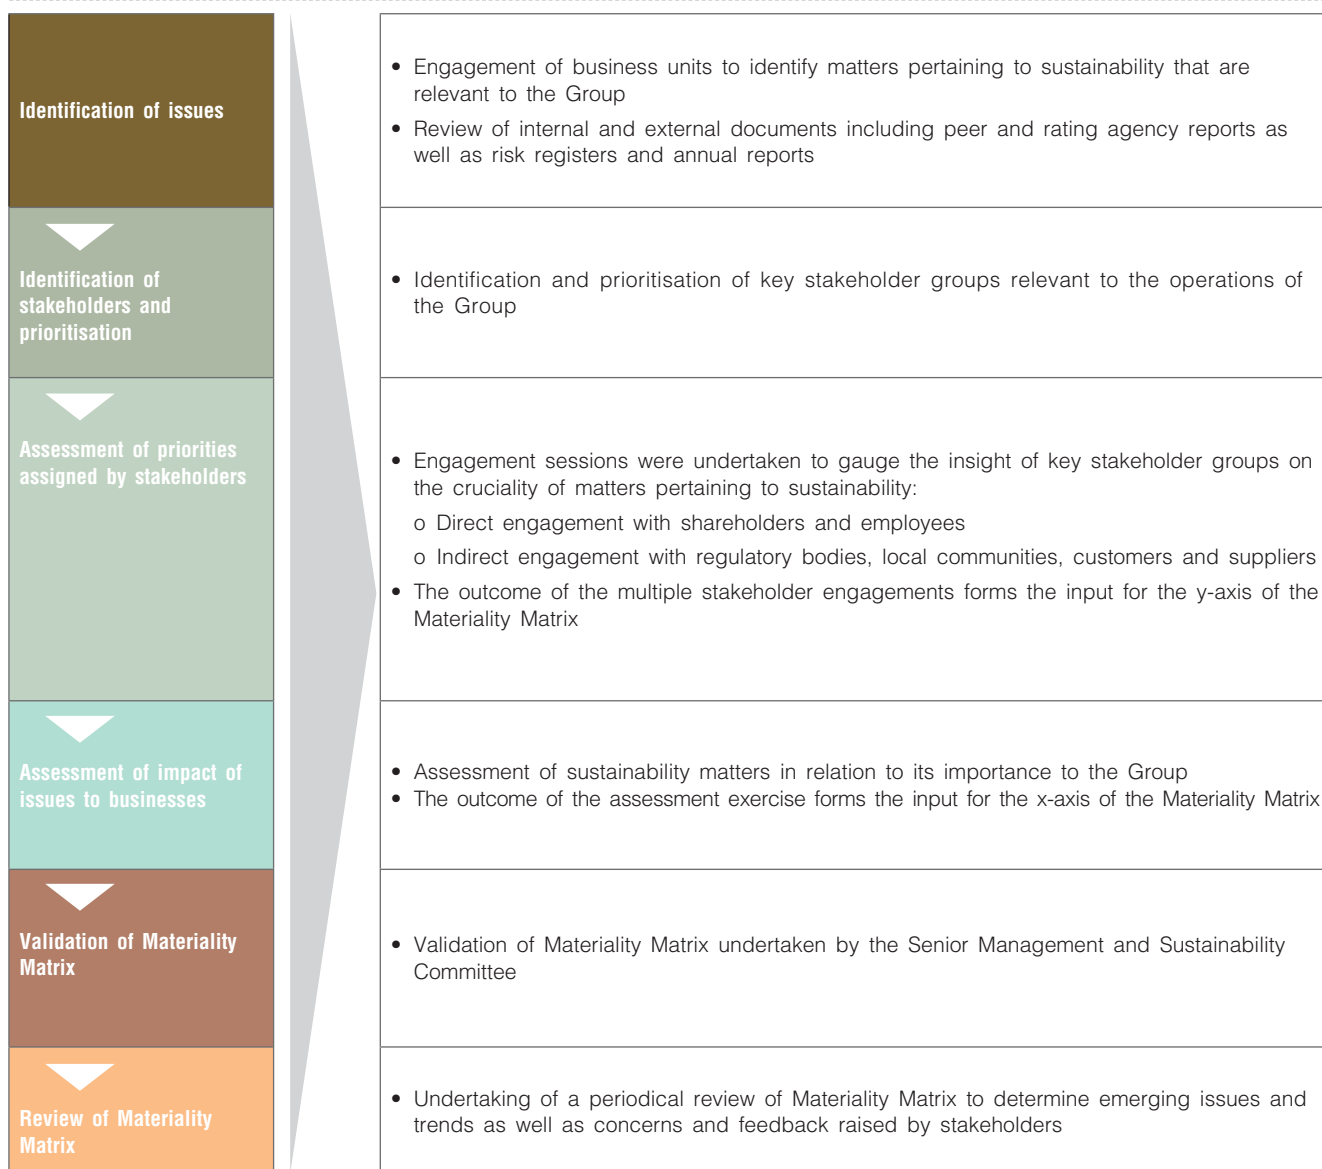 Identification of issues
• Engagement of business units to identify matters pertaining to sustainability that are
relevant to the Group
• Review of internal and external documents including peer and rating agency reports as
well as risk registers and annual reports
Identification of
stakeholders and
prioritisation
• Identification and prioritisation of key stakeholder groups relevant to the operations of
the Group
Assessment of priorities
assigned by stakeholders
• Engagement sessions were undertaken to gauge the insight of key stakeholder groups on
the cruciality of matters pertaining to sustainability:
o Direct engagement with shareholders and employees
o Indirect engagement with regulatory bodies, local communities, customers and suppliers
• The outcome of the multiple stakeholder engagements forms the input for the y-axis of the
Materiality Matrix
Assessment of impact of
issues to businesses
• Assessment of sustainability matters in relation to its importance to the Group
• The outcome of the assessment exercise forms the input for the x-axis of the Materiality Matrix
Validation of Materiality
Matrix
• Validation of Materiality Matrix undertaken by the Senior Management and Sustainability
Committee
Review of Materiality
Matrix
• Undertaking of a periodical review of Materiality Matrix to determine emerging issues and
trends as well as concerns and feedback raised by stakeholders